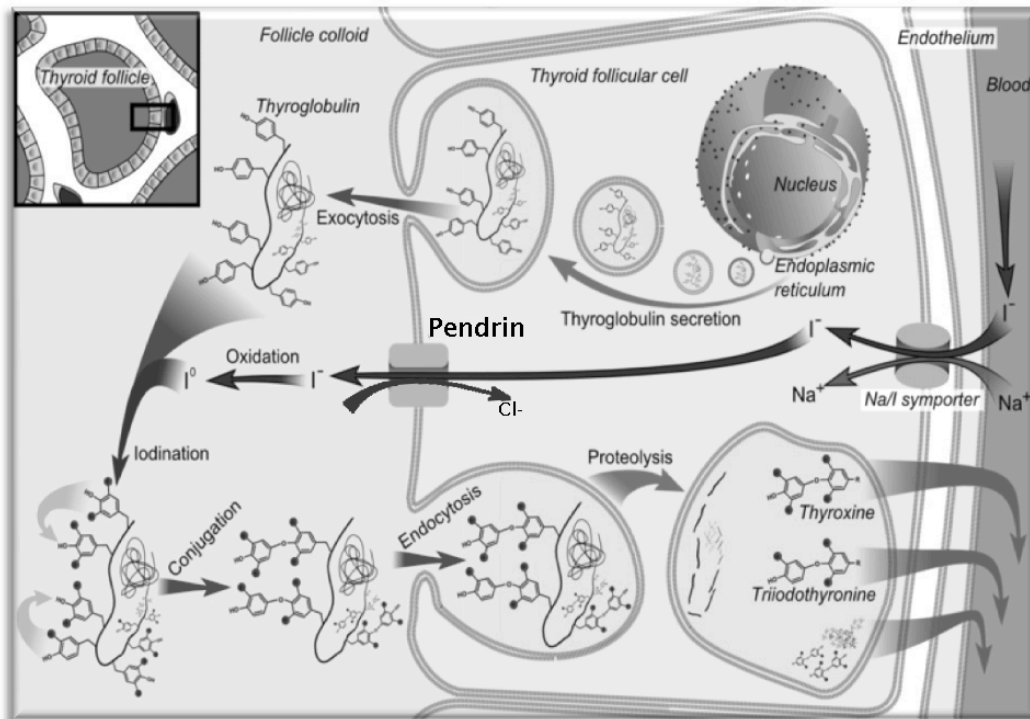 Follicle colloid
Endothelium
Thyroid follicle
Thyroid follicular cell
Blood
Thyroglobulin
Nucleus
Exocytosis
Endoplasmic
reticulum
Thyroglobulin secretion
I⁻
I⁻
Pendrin
Oxidation
I⁰
I⁻
Cl-
Na⁺
Na/I symporter
Na⁺
Iodination
Proteolysis
Endocytosis
Conjugation
Thyroxine
Triiodothyronine